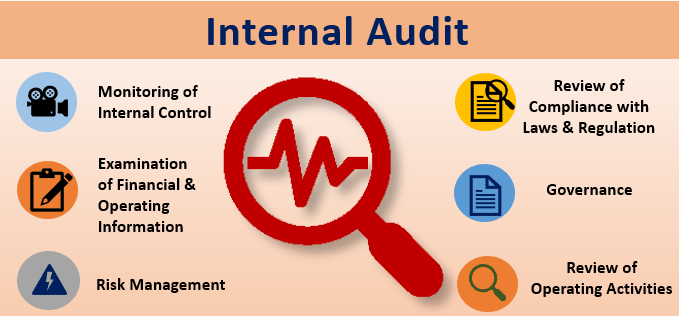 Internal Audit
Monitoring of
Internal Control
Examination
of Financial &
Operating
Information
Risk Management
Review of
Compliance with
Laws & Regulation
Governance
Review of
Operating Activities